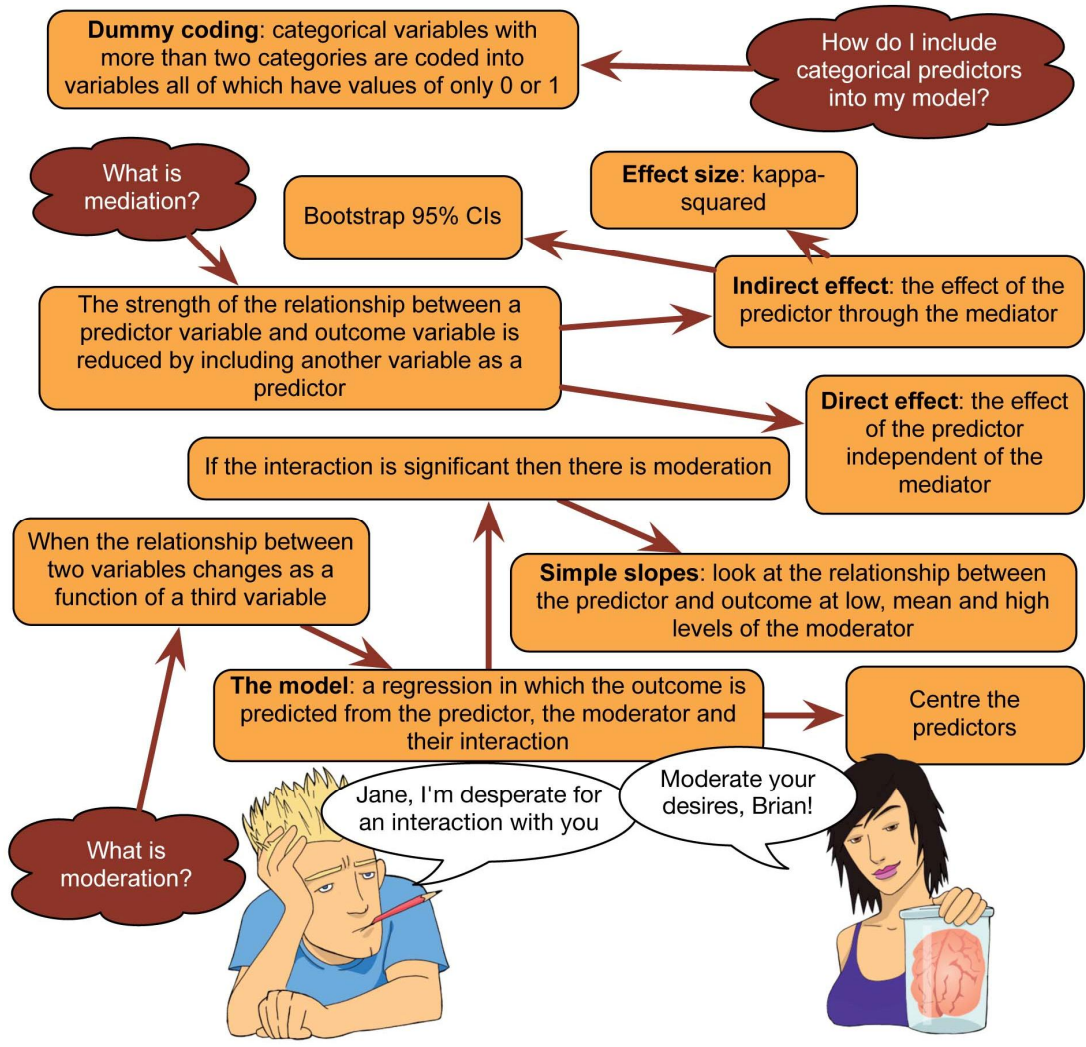 Dummy coding: categorical variables with
more than two categories are coded into
variables all of which have values of only 0 or 1
How do I include
categorical predictors
into my model?
What is
mediation?
Bootstrap 95% CIs
Effect size: kappa-
squared
The strength of the relationship between a
predictor variable and outcome variable is
reduced by including another variable as a
predictor
Indirect effect: the effect of the
predictor through the mediator
Direct effect: the effect
of the predictor
independent of the
mediator
If the interaction is significant then there is moderation
When the relationship between
two variables changes as a
function of a third variable
Simple slopes: look at the relationship between
the predictor and outcome at low, mean and high
levels of the moderator
The model: a regression in which the outcome is
predicted from the predictor, the moderator and
their interaction
Centre the
predictors
What is
moderation?
Jane, I'm desperate for
an interaction with you
Moderate your
desires, Brian!